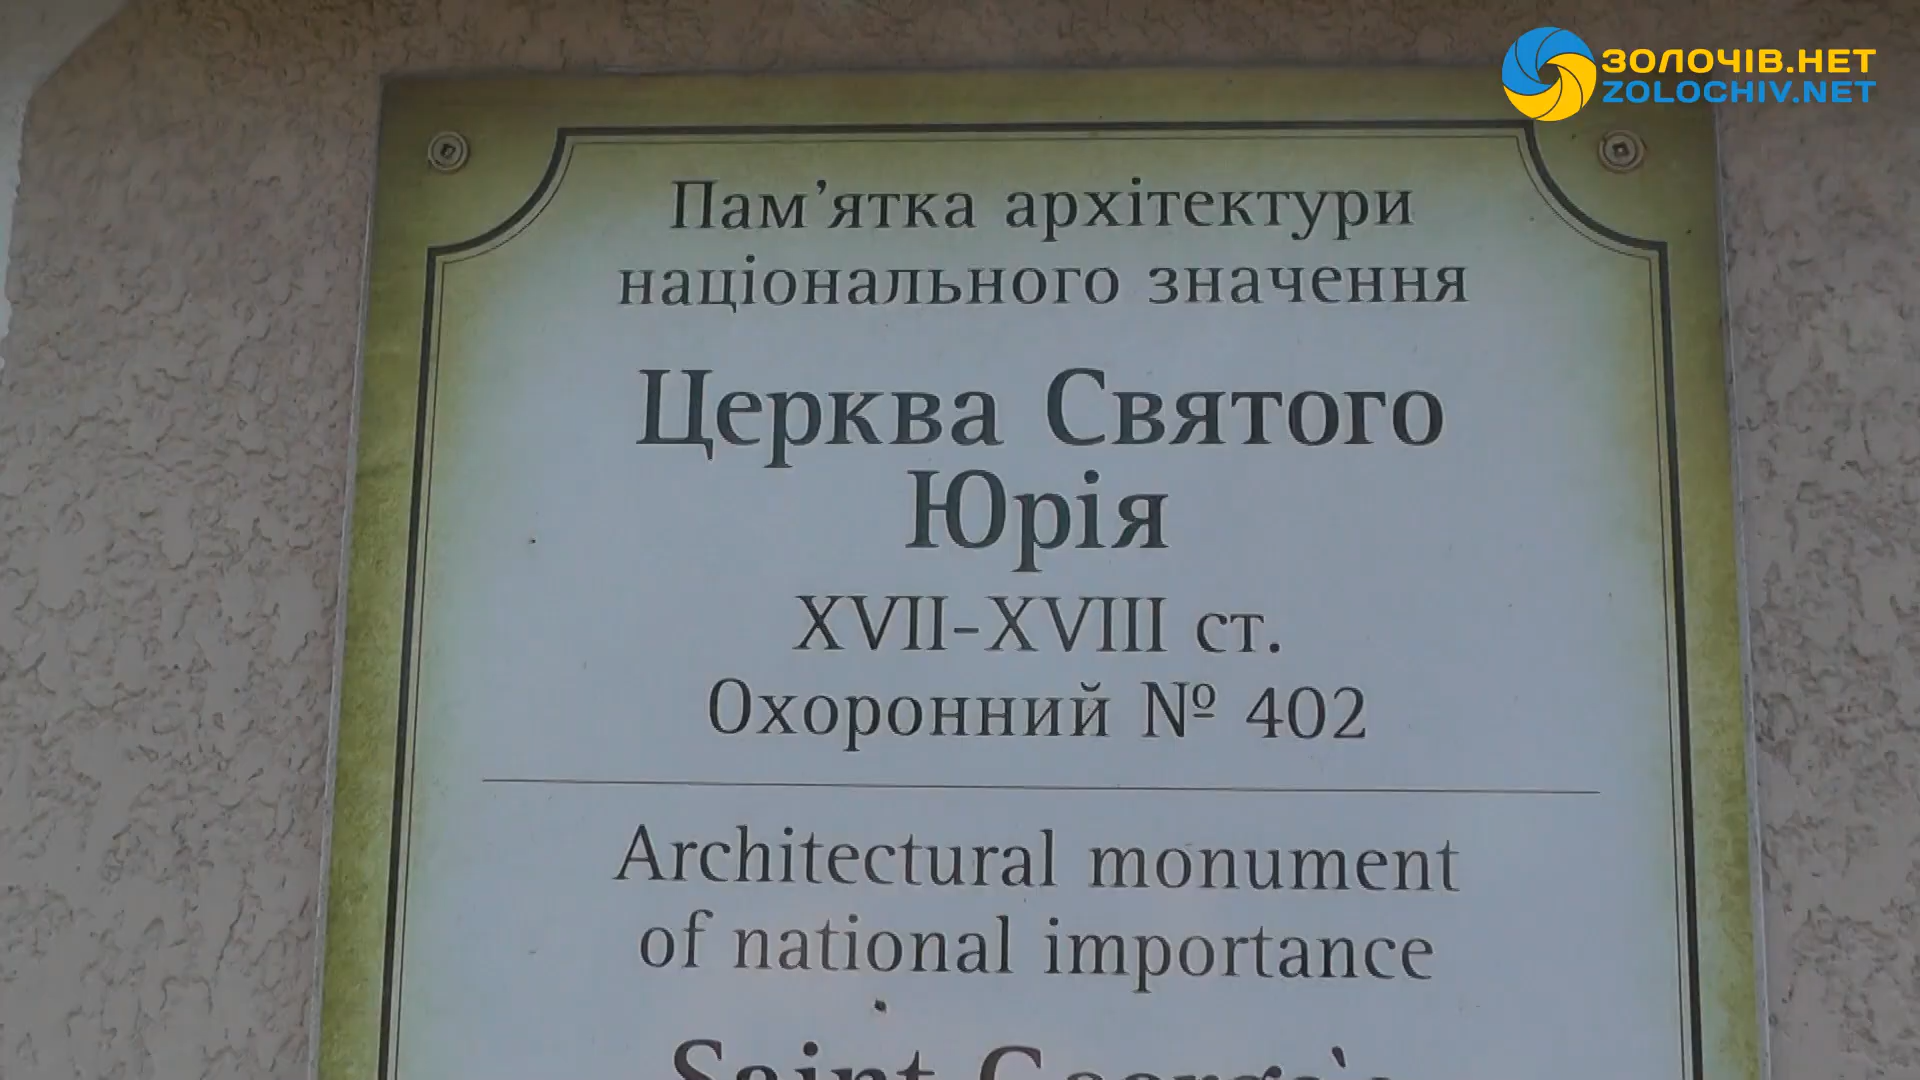 ЗОЛОЧІВ.НЕТ
ZOLOCHIV.NET
Пам’ятка архітектури
національного значення
Церква Святого
Юрія
XVII-XVIII ст.
Охоронний № 402
Architectural monument
of national importance
Saint George`s